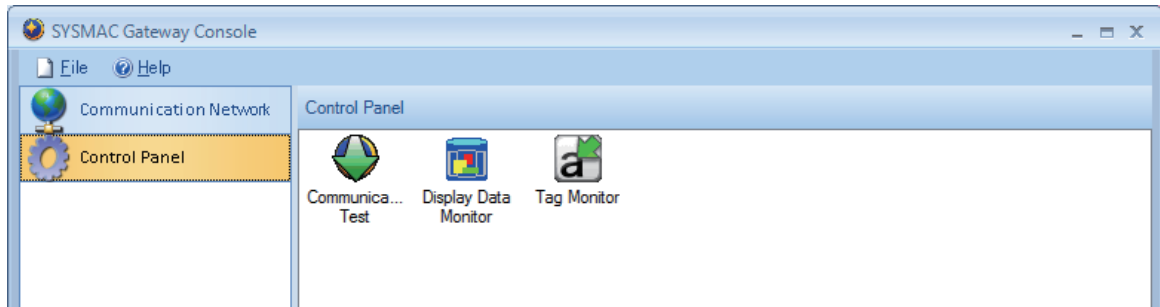 SYSMAC Gateway Console
File Help
Communication Network
Control Panel
Control Panel
Communica... Display Data Tag Monitor
Test Monitor
a